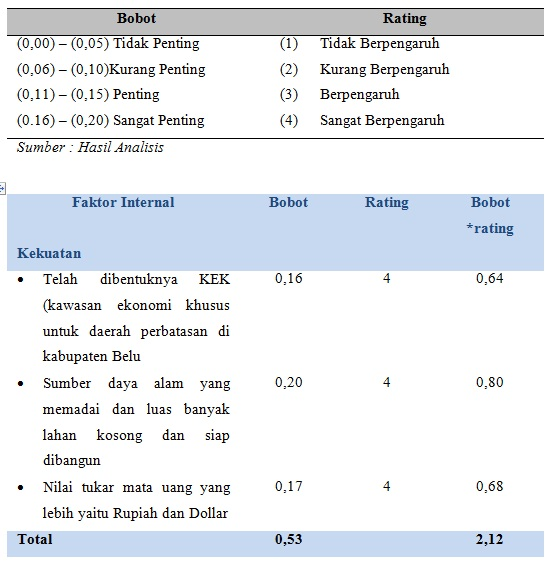 Bobot Rating
(0,00) – (0,05) Tidak Penting (1) Tidak Berpengaruh
(0,06) – (0,10)Kurang Penting (2) Kurang Berpengaruh
(0,11) – (0,15) Penting (3) Berpengaruh
(0.16) – (0,20) Sangat Penting (4) Sangat Berpengaruh
Sumber : Hasil Analisis
Faktor Internal Bobot Rating Bobot
*rating
Kekuatan
• Telah dibentuknya KEK 0,16 4 0,64
(kawasan ekonomi khusus
untuk daerah perbatasan di
kabupaten Belu
• Sumber daya alam yang 0,20 4 0,80
memadai dan luas banyak
lahan kosong dan siap
dibangun
• Nilai tukar mata uang yang 0,17 4 0,68
lebih yaitu Rupiah dan Dollar
Total 0,53 2,12